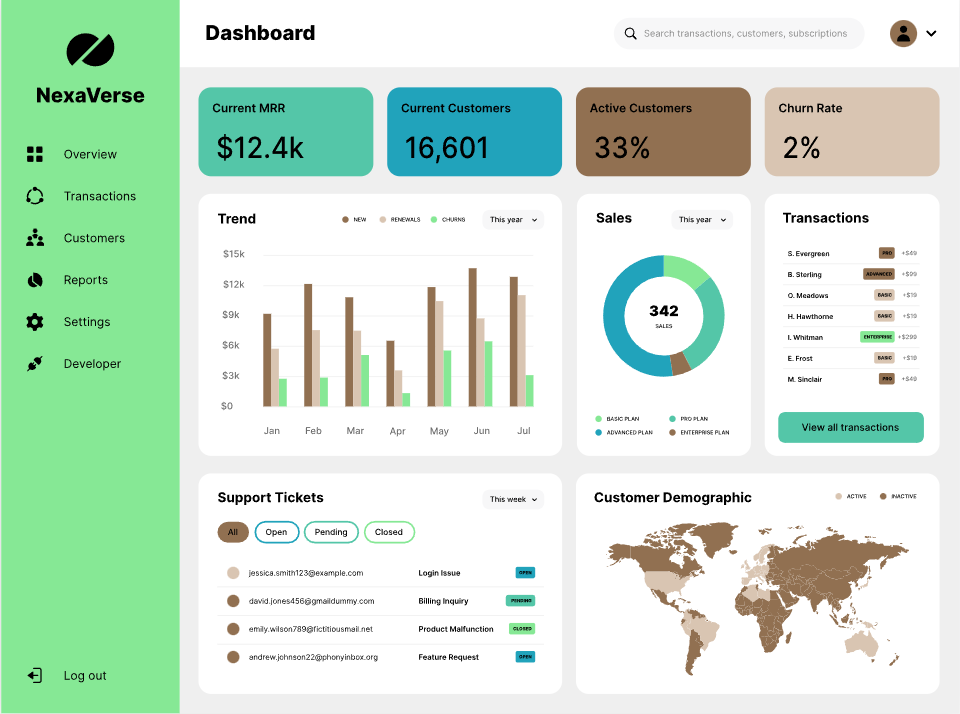 NexaVerse
Overview
Transactions
Customers
Reports
Settings
Developer
Log out
Dashboard
Search transactions, customers, subscriptions
Current MRR
$12.4k
Current Customers
16,601
Active Customers
33%
Churn Rate
2%
Trend
NEW RENEWALS CHURNS
This year
$15k
$12k
$9k
$6k
$3k
$0
Jan Feb Mar Apr May Jun Jul
Sales
This year
342
SALES
BASIC PLAN PRO PLAN
ADVANCED PLAN ENTERPRISE PLAN
Transactions
S. Evergreen PRO +$49
B. Sterling ADVANCED +$99
O. Meadows BASIC +$19
H. Hawthorne BASIC +$19
I. Whitman ENTERPRISE +$299
E. Frost BASIC +$19
M. Sinclair PRO +$49
View all transactions
Support Tickets
This week
All Open Pending Closed
jessica.smith123@example.com Login Issue OPEN
david.jones456@gmaildummy.com Billing Inquiry PENDING
emily.wilson789@fictitiousmail.net Product Malfunction CLOSED
andrew.johnson22@phonyinbox.org Feature Request OPEN
Customer Demographic
ACTIVE INACTIVE